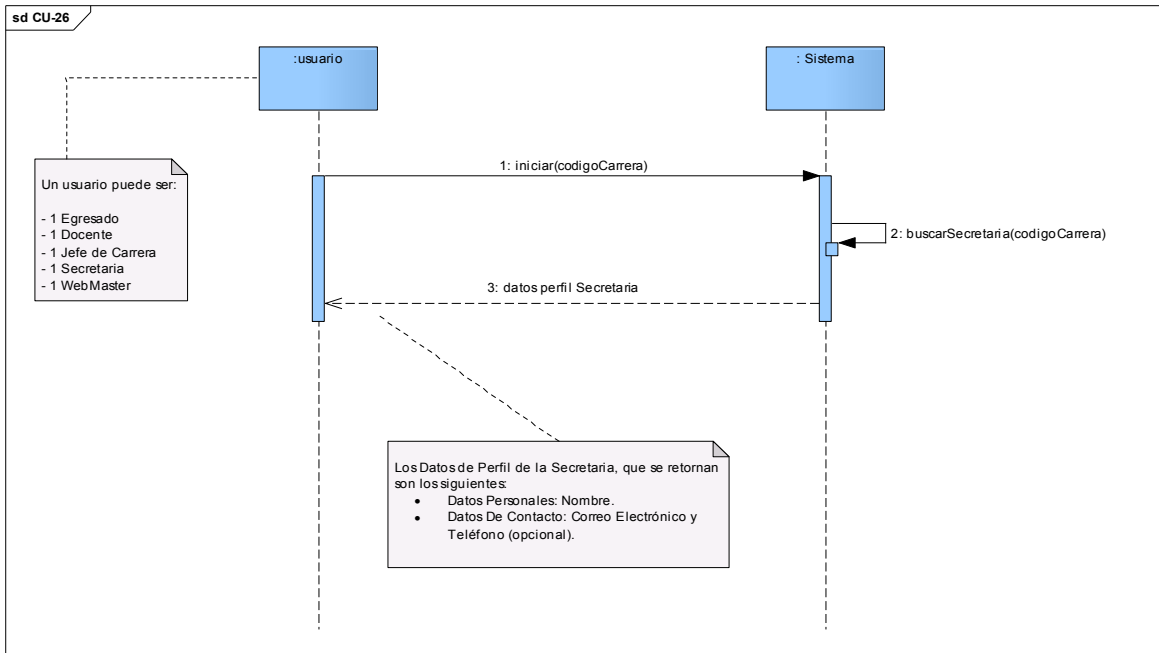 sd CU-26
:usuario
: Sistema
1: iniciar(codigoCarrera)
Un usuario puede ser:
- 1 Egresado
- 1 Docente
- 1 Jefe de Carrera
- 1 Secretaria
- 1 WebMaster
2: buscarSecretaria(codigoCarrera)
3: datos perfil Secretaria
Los Datos de Perfil de la Secretaria, que se retornan
son los siguientes:
• Datos Personales: Nombre.
• Datos De Contacto: Correo Electrónico y
Teléfono (opcional).